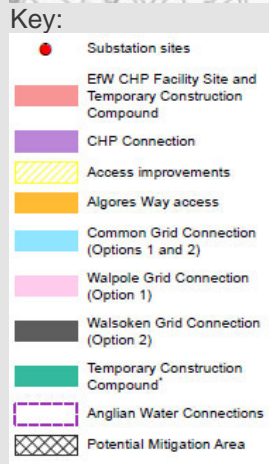 Key:
Substation sites
EfW CHP Facility Site and
Temporary Construction
Compound
CHP Connection
Access improvements
Algores Way access
Common Grid Connection
(Options 1 and 2)
Walpole Grid Connection
(Option 1)
Walsoken Grid Connection
(Option 2)
Temporary Construction
Compound*
Anglian Water Connections
Potential Mitigation Area